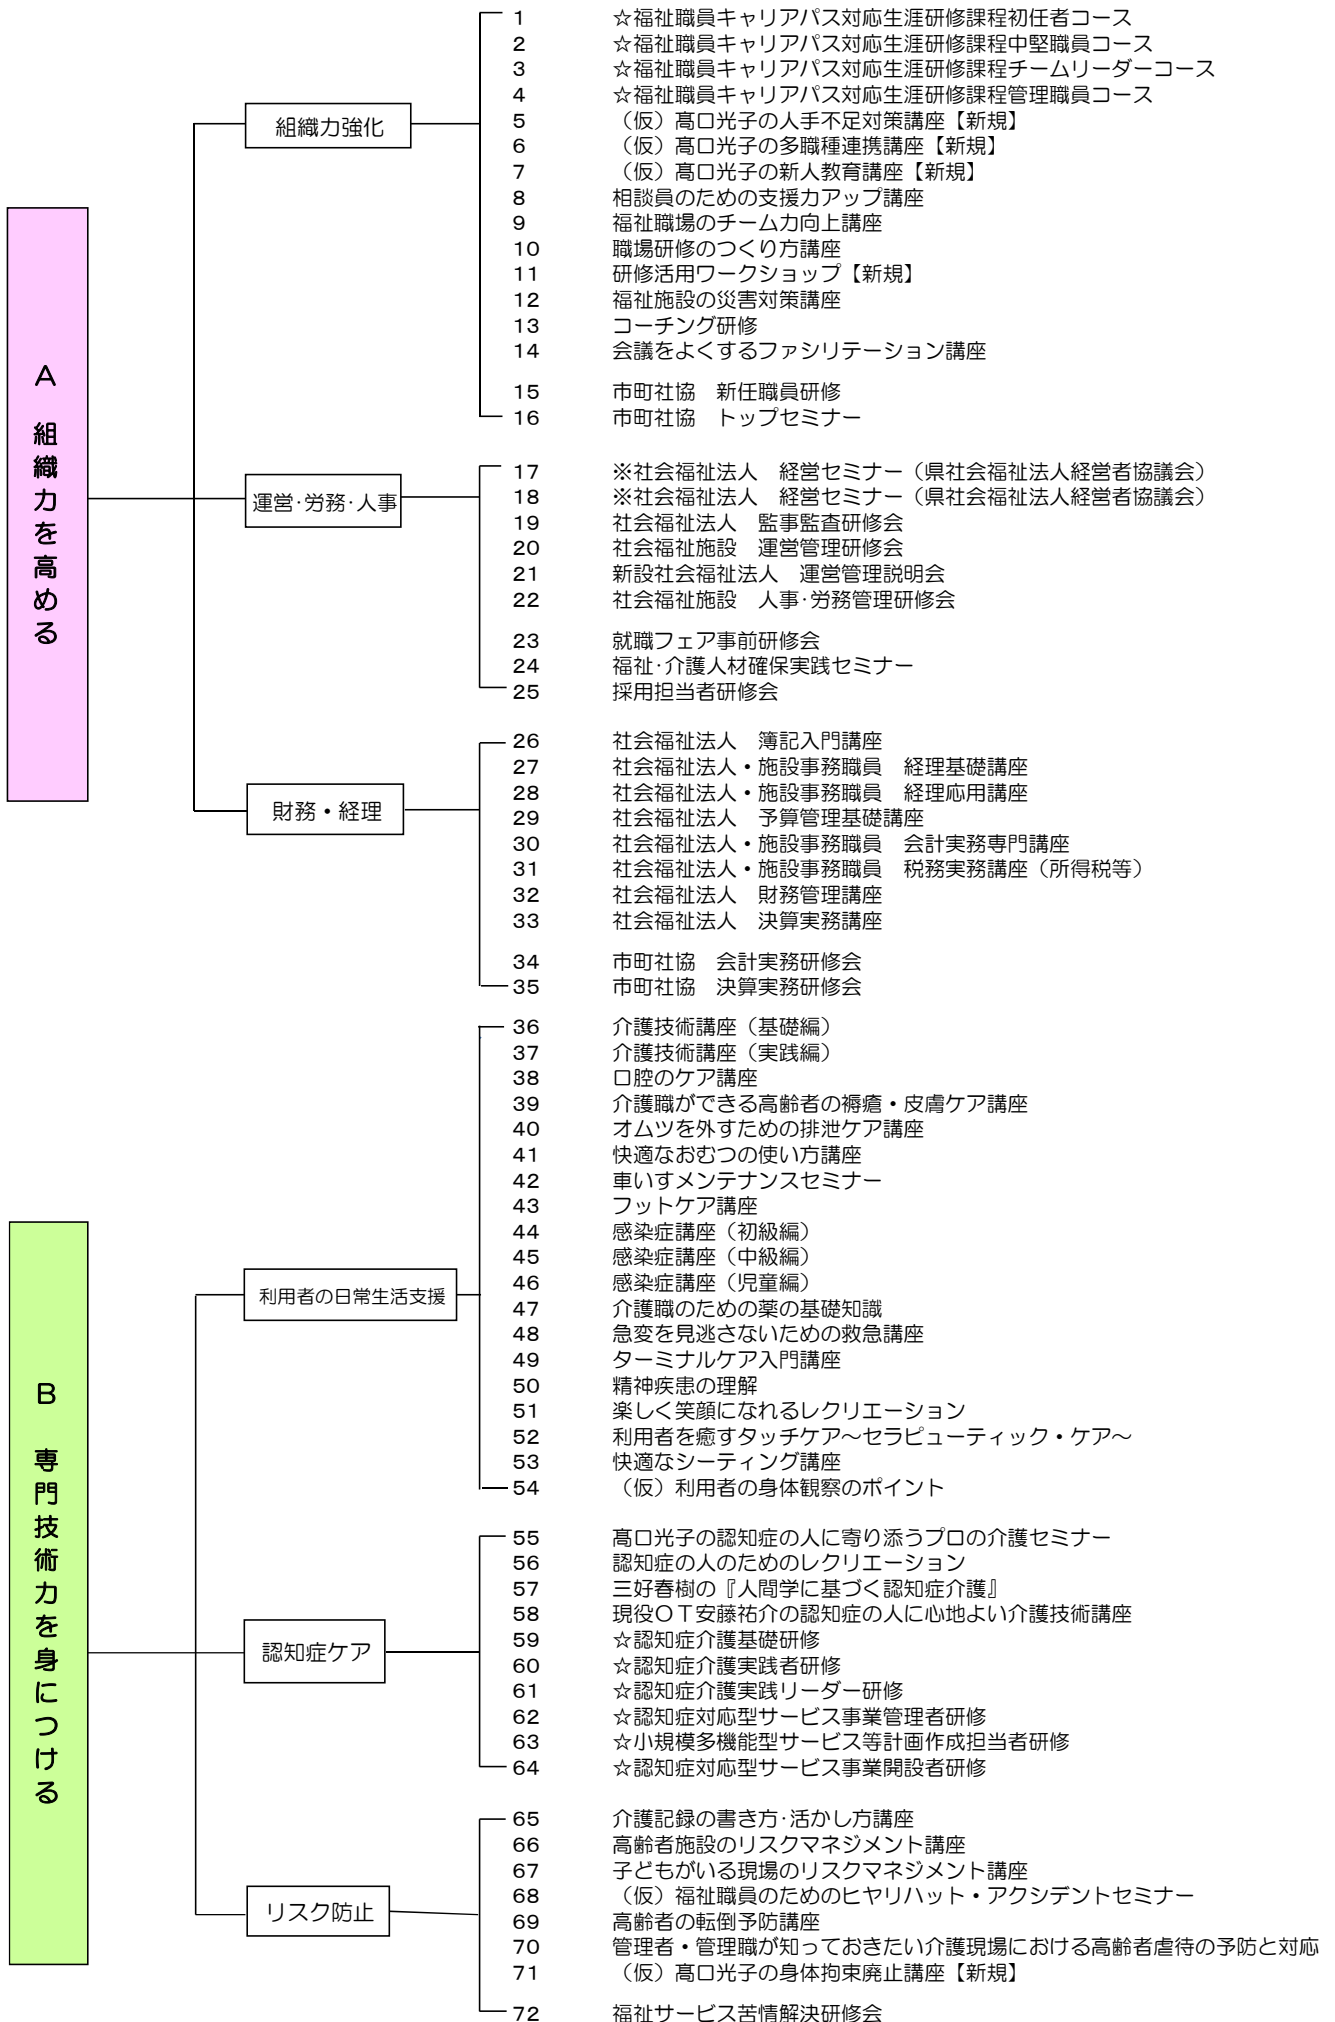 A 組織力を高める
組織力強化
1 ☆福祉職員キャリアパス対応生涯研修課程初任者コース
2 ☆福祉職員キャリアパス対応生涯研修課程中堅職員コース
3 ☆福祉職員キャリアパス対応生涯研修課程チームリーダーコース
4 ☆福祉職員キャリアパス対応生涯研修課程管理職員コース
5 （仮）髙口光子の人手不足対策講座【新規】
6 （仮）髙口光子の多職種連携講座【新規】
7 （仮）髙口光子の新人教育講座【新規】
8 相談員のための支援力アップ講座
9 福祉職場のチーム力向上講座
10 職場研修のつくり方講座
11 研修活用ワークショップ【新規】
12 福祉施設の災害対策講座
13 コーチング研修
14 会議をよくするファシリテーション講座
15 市町社協　新任職員研修
16 市町社協　トップセミナー
運営･労務･人事
17 ※社会福祉法人　経営セミナー（県社会福祉法人経営者協議会）
18 ※社会福祉法人　経営セミナー（県社会福祉法人経営者協議会）
19 社会福祉法人　監事監査研修会
20 社会福祉施設　運営管理研修会
21 新設社会福祉法人　運営管理説明会
22 社会福祉施設　人事･労務管理研修会
23 就職フェア事前研修会
24 福祉･介護人材確保実践セミナー
25 採用担当者研修会
財務・経理
26 社会福祉法人　簿記入門講座
27 社会福祉法人・施設事務職員　経理基礎講座
28 社会福祉法人・施設事務職員　経理応用講座
29 社会福祉法人　予算管理基礎講座
30 社会福祉法人・施設事務職員　会計実務専門講座
31 社会福祉法人・施設事務職員　税務実務講座（所得税等）
32 社会福祉法人　財務管理講座
33 社会福祉法人　決算実務講座
34 市町社協　会計実務研修会
35 市町社協　決算実務研修会
B 専門技術力を身につける
利用者の日常生活支援
36 介護技術講座（基礎編）
37 介護技術講座（実践編）
38 口腔のケア講座
39 介護職ができる高齢者の褥瘡・皮膚ケア講座
40 オムツを外すための排泄ケア講座
41 快適なおむつの使い方講座
42 車いすメンテナンスセミナー
43 フットケア講座
44 感染症講座（初級編）
45 感染症講座（中級編）
46 感染症講座（児童編）
47 介護職のための薬の基礎知識
48 急変を見逃さないための救急講座
49 ターミナルケア入門講座
50 精神疾患の理解
51 楽しく笑顔になれるレクリエーション
52 利用者を癒すタッチケア～セラピューティック・ケア～
53 快適なシーティング講座
54 （仮）利用者の身体観察のポイント
認知症ケア
55 髙口光子の認知症の人に寄り添うプロの介護セミナー
56 認知症の人のためのレクリエーション
57 三好春樹の『人間学に基づく認知症介護』
58 現役ＯＴ安藤祐介の認知症の人に心地よい介護技術講座
59 ☆認知症介護基礎研修
60 ☆認知症介護実践者研修
61 ☆認知症介護実践リーダー研修
62 ☆認知症対応型サービス事業管理者研修
63 ☆小規模多機能型サービス等計画作成担当者研修
64 ☆認知症対応型サービス事業開設者研修
リスク防止
65 介護記録の書き方･活かし方講座
66 高齢者施設のリスクマネジメント講座
67 子どもがいる現場のリスクマネジメント講座
68 （仮）福祉職員のためのヒヤリハット・アクシデントセミナー
69 高齢者の転倒予防講座
70 管理者・管理職が知っておきたい介護現場における高齢者虐待の予防と対応
71 （仮）髙口光子の身体拘束廃止講座【新規】
72 福祉サービス苦情解決研修会